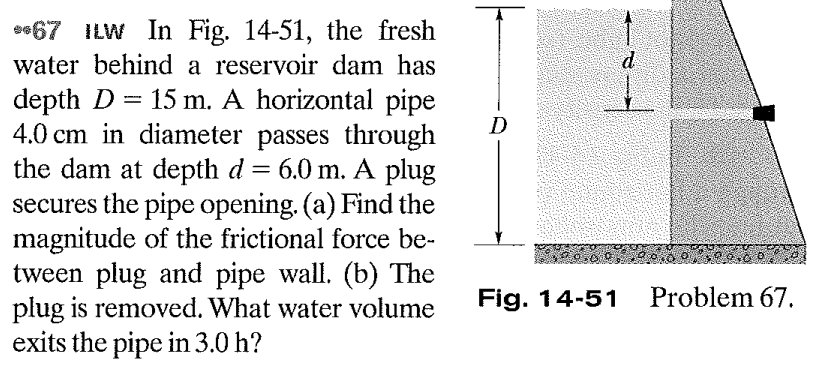 ••67 ILW In Fig. 14-51, the fresh
water behind a reservoir dam has
depth D = 15 m. A horizontal pipe
4.0 cm in diameter passes through
the dam at depth d = 6.0 m. A plug
secures the pipe opening. (a) Find the
magnitude of the frictional force be-
tween plug and pipe wall. (b) The
plug is removed. What water volume
exits the pipe in 3.0 h?
d
D
Fig. 14-51 Problem 67.